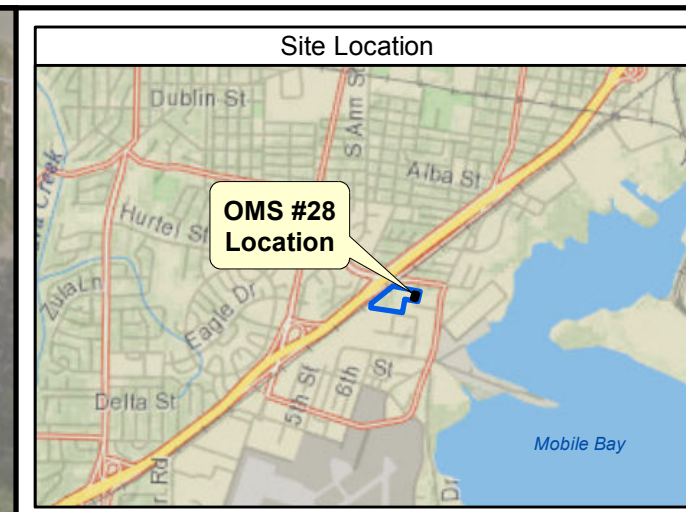 Site Location
Dublin St
S Ann St
Alba St
Creek
Hurtel St
OMS #28
Location
Zula Ln
Eagle Dr
Delta St
5th St
6th St
Mobile Bay
r Rd
Dr